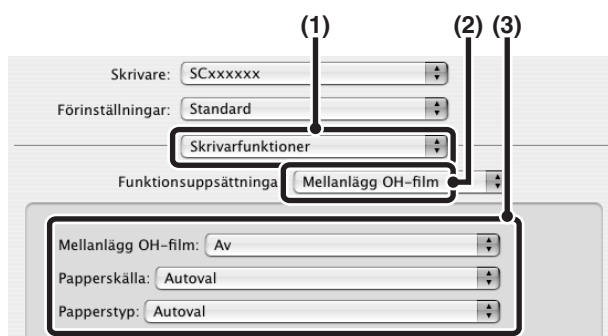 (1) (2) (3)
Skrivare: SCxxxxxx
Förinställningar: Standard
Skrivarfunktioner
Funktionsuppsättninga Mellanlägg OH-film
Mellanlägg OH-film: Av
Papperskälla: Autoval
Papperstyp: Autoval